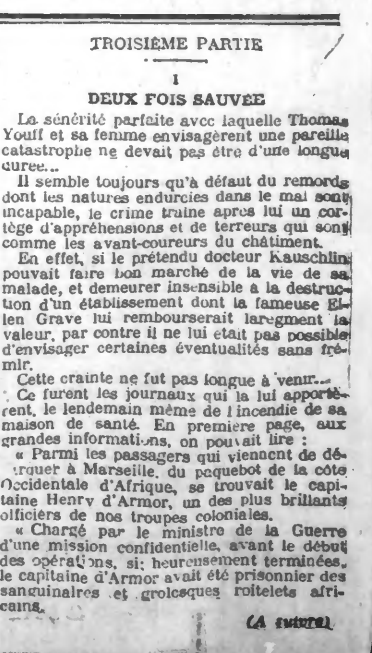 TROISIÈME PARTIE
I
DEUX FOIS SAUVÉE
La sénérité parfaite avec laquelle Thomas
Youff et sa femme envisagèrent une pareille
catastrophe ne devait pas être d'une longue
durée...
Il semble toujours qu'à défaut du remords
dont les natures endurcies dans le mal sont
incapable, le crime traine apres lui un cor-
tège d'appréhensions et de terreurs qui sont
comme les avant-coureurs du châtiment.
En effet, si le prétendu docteur Kauschlin
pouvait faire bon marché de la vie de sa
malade, et demeurer insensible à la destruc-
tion d'un établissement dont la fameuse El-
len Grave lui rembourserait laregment la
valeur, par contre il ne lui était pas possible
d'envisager certaines éventualités sans fré-
mir.
Cette crainte ne fut pas longue à venir...
Ce furent les journaux qui la lui apportè-
rent, le lendemain même de l'incendie de sa
maison de santé. En première page, aux
grandes informations, on pouvait lire :
« Parmi les passagers qui viennent de dé-
arquer à Marseille, du paquebot de la côte
Occidentale d'Afrique, se trouvait le capi-
taine Henry d'Armor, un des plus brillants
officiers de nos troupes coloniales.
« Chargé par le ministre de la Guerre
d'une mission confidentielle, avant le début
des opérations, si heureusement terminées,
le capitaine d'Armor avait été prisonnier des
sanguinaires et grolesques roitelets afri-
cains.
(A suivre)